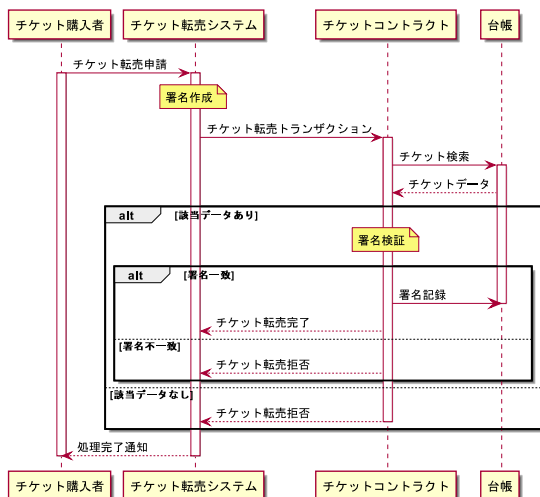 チケット購入者
チケット転売システム
チケットコントラクト
台帳
チケット転売申請
署名作成
チケット転売トランザクション
チケット検索
チケットデータ
alt
[該当データあり]
署名検証
alt
[署名一致]
署名記録
チケット転売完了
[署名不一致]
チケット転売拒否
[該当データなし]
チケット転売拒否
処理完了通知
チケット購入者
チケット転売システム
チケットコントラクト
台帳